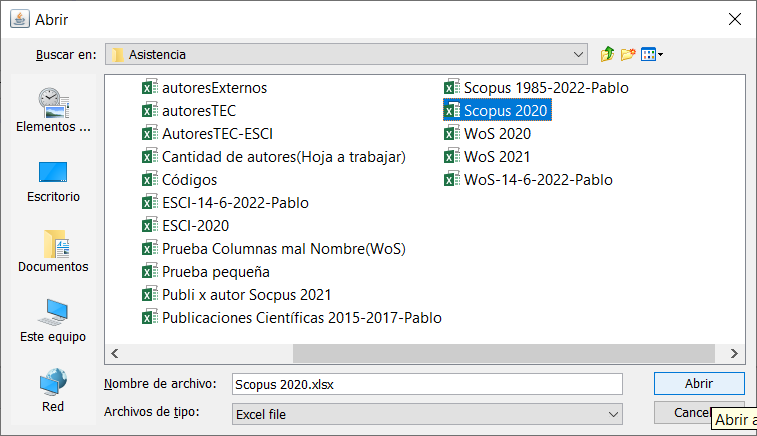 Abrir
Buscar en:
Asistencia
Elementos ...
Escritorio
Documentos
Este equipo
Red
autoresExternos
autoresTEC
AutoresTEC-ESCI
Cantidad de autores(Hoja a trabajar)
Códigos
ESCI-14-6-2022-Pablo
ESCI-2020
Prueba Columnas mal Nombre(WoS)
Prueba pequeña
Publi x autor Socpus 2021
Publicaciones Científicas 2015-2017-Pablo
Scopus 1985-2022-Pablo
Scopus 2020
WoS 2020
WoS 2021
WoS-14-6-2022-Pablo
Nombre de archivo:
Scopus 2020.xlsx
Abrir
Archivos de tipo:
Excel file
Cancel
Abrir a